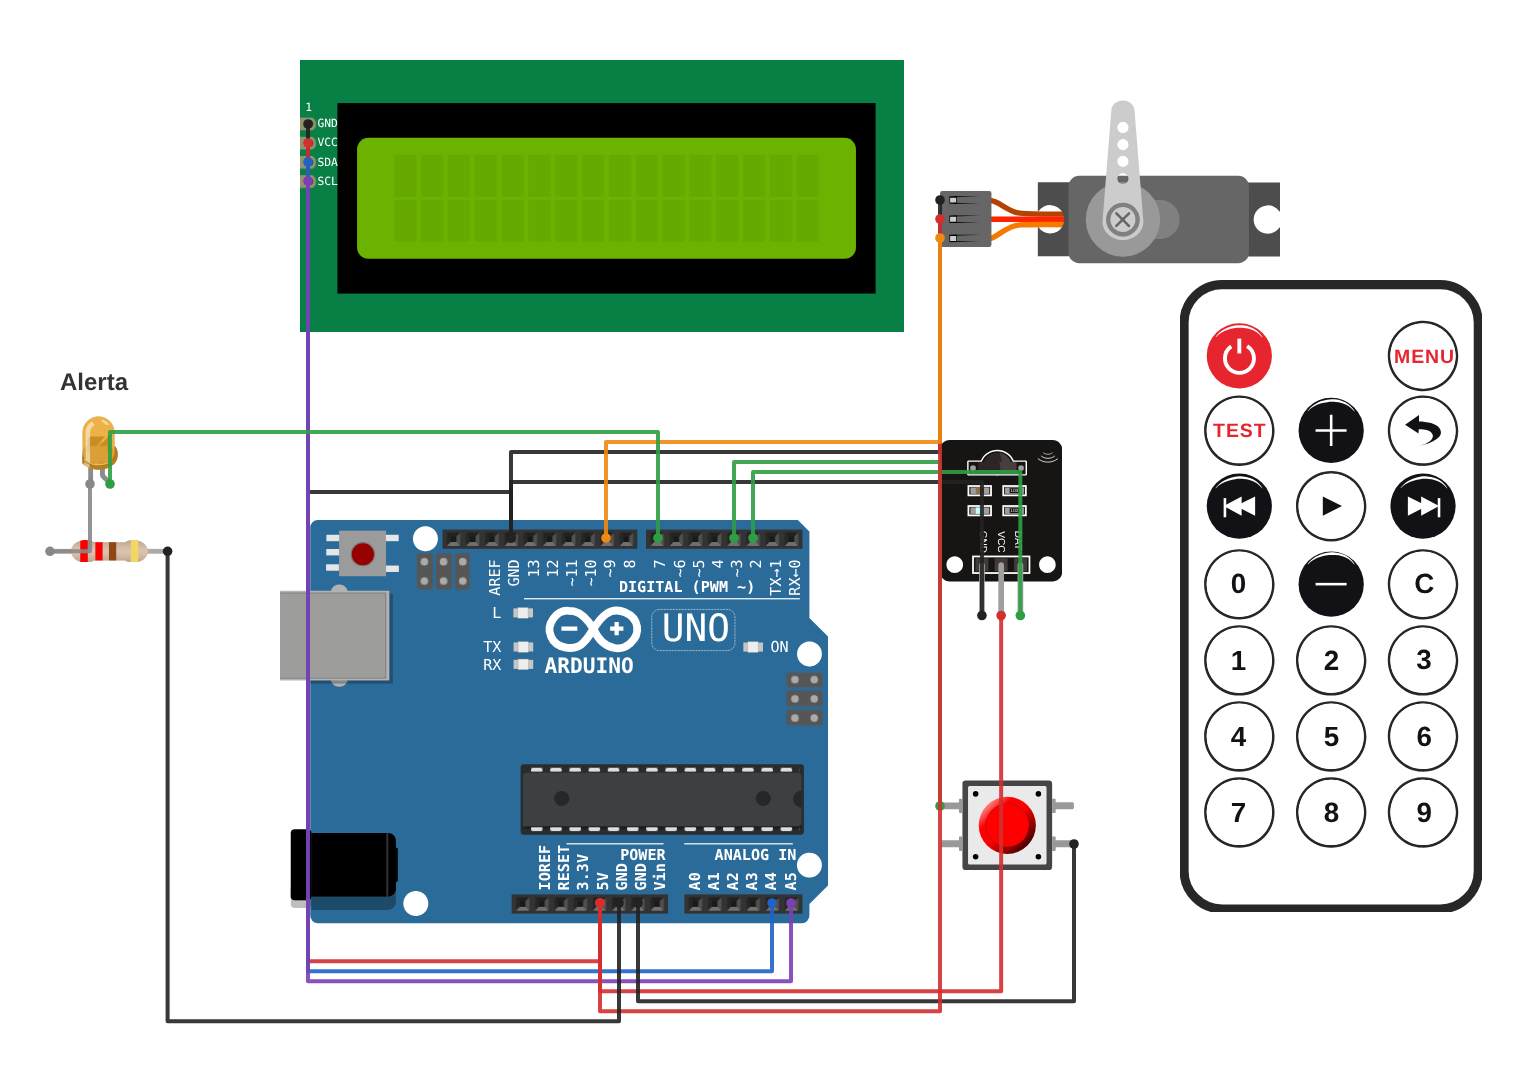 1
GND
VCC
SDA
SCL
Alerta
MENU
TEST
0
C
1
2
3
4
5
6
7
8
9
GND
VCC
DAT
AREF
GND
13
12
~11
~10
~9
8
7
~6
~5
4
~3
2
TX→1
RX←0
DIGITAL (PWM ~)
L
TX
RX
ARDUINO
UNO
ON
IOREF
RESET
3.3V
5V
GND
GND
Vin
POWER
ANALOG IN
A0
A1
A2
A3
A4
A5